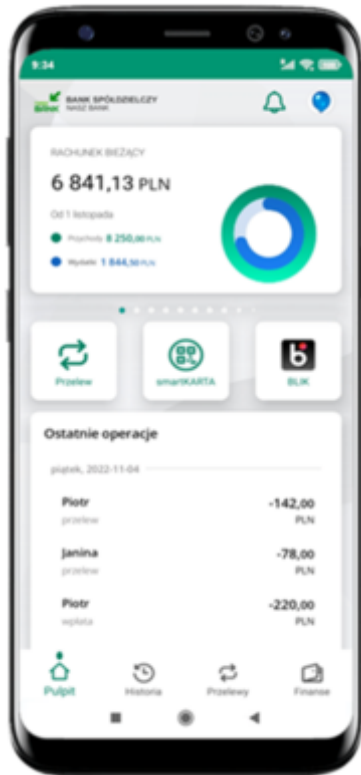 9:34
BANK SPÓŁDZIELCZY
NASZ BANK
RACHUNEK BIEŻĄCY
6 841,13 PLN
Od 1 listopada
Przychody 8 250,00 PLN
Wydatki 1 844,50 PLN
Przelew
smartKARTA
BLIK
Ostatnie operacje
piątek, 2022-11-04
Piotr -142,00
przelew PLN
Janina -78,00
przelew PLN
Piotr -220,00
wpłata PLN
Pulpit Historia Przelewy Finanse